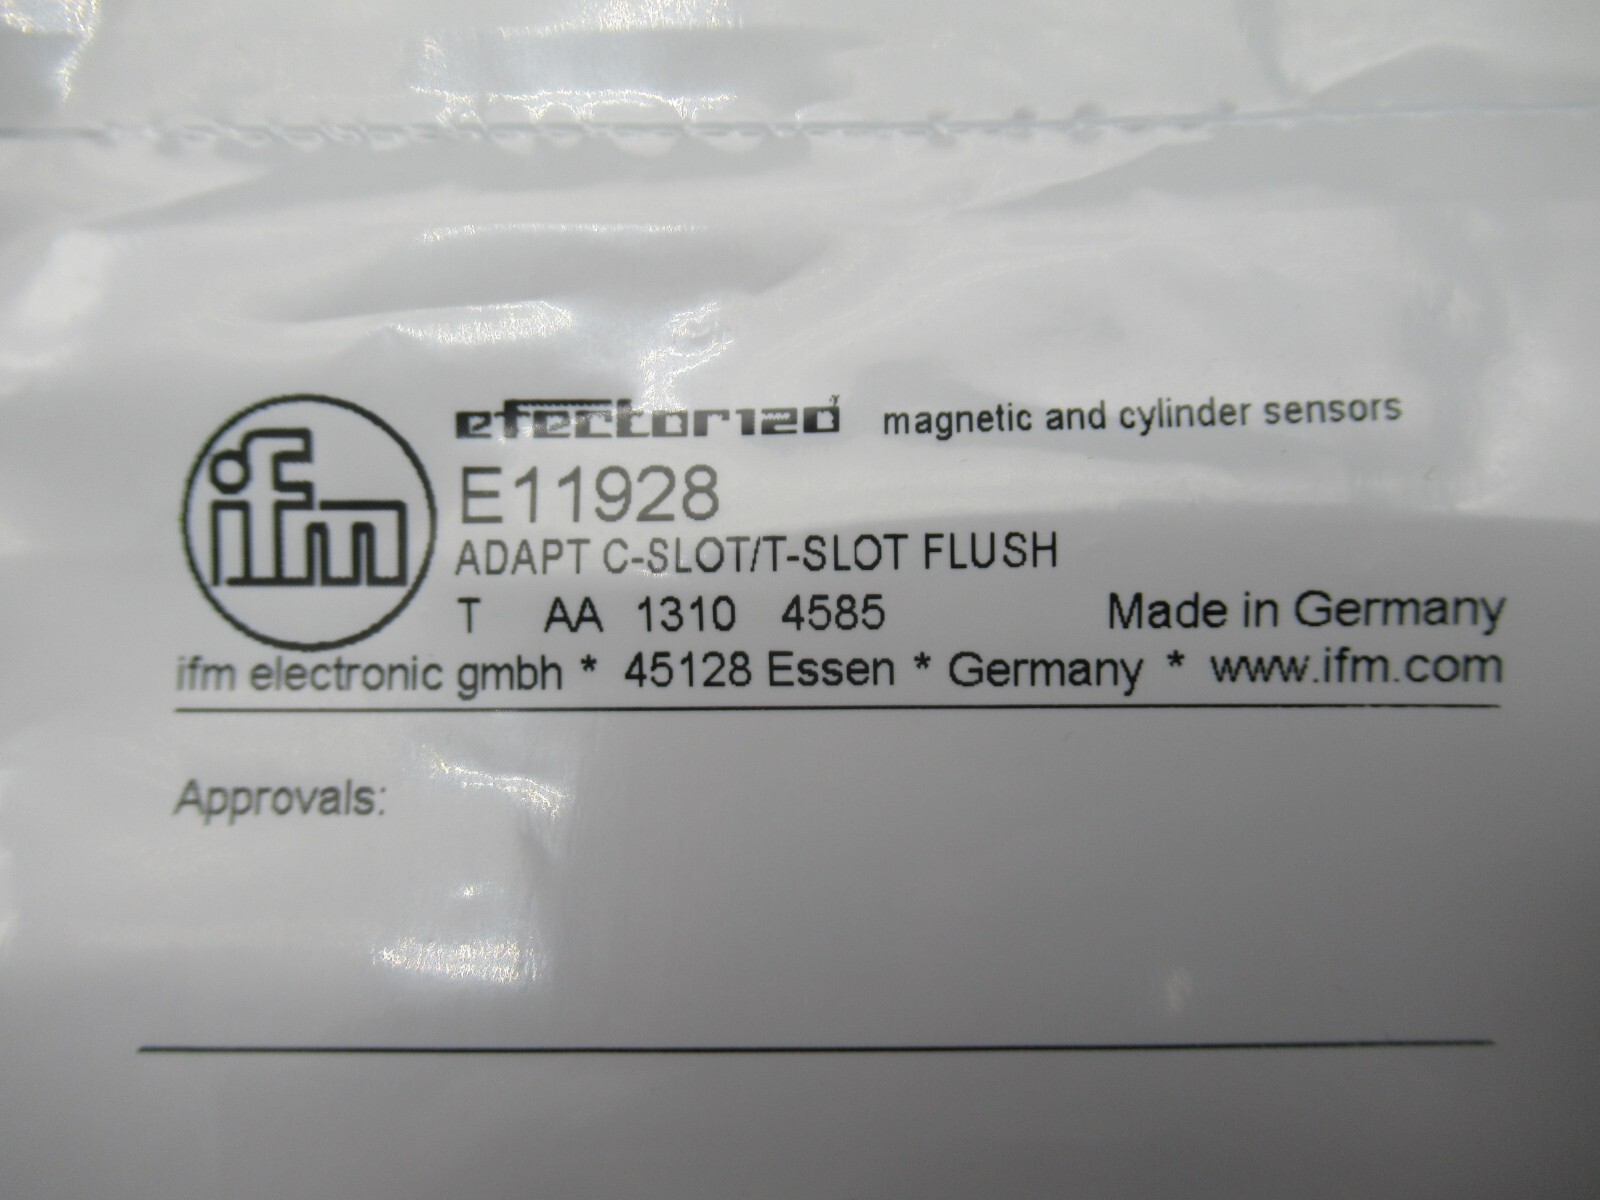 ifm
efector120® magnetic and cylinder sensors
E11928
ADAPT C-SLOT/T-SLOT FLUSH
T AA 1310 4585 Made in Germany
ifm electronic gmbh * 45128 Essen * Germany * www.ifm.com
Approvals: